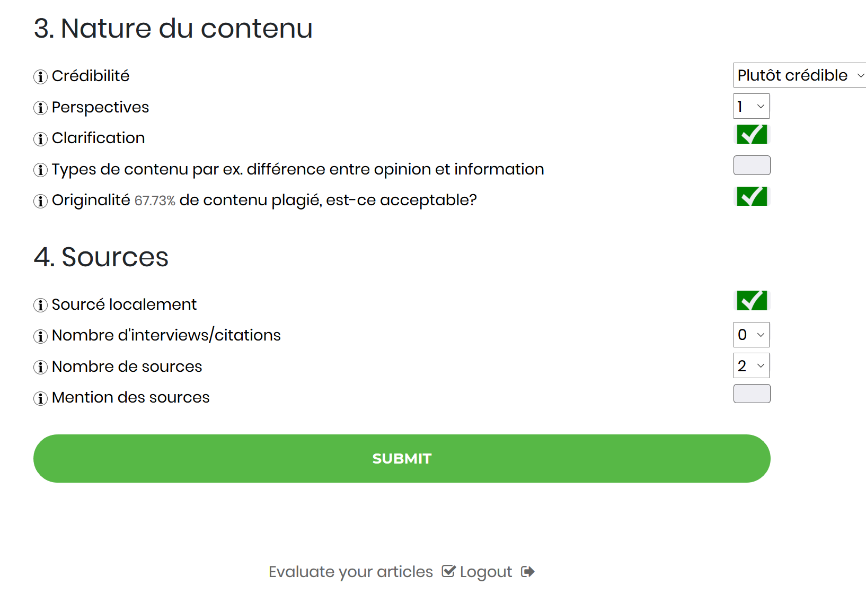 3. Nature du contenu
Crédibilité Plutôt crédible
Perspectives 1
Clarification
Types de contenu par ex. différence entre opinion et information
Originalité 67.73% de contenu plagié, est-ce acceptable?
4. Sources
Sourcé localement
Nombre d'interviews/citations 0
Nombre de sources 2
Mention des sources
SUBMIT
Evaluate your articles Logout